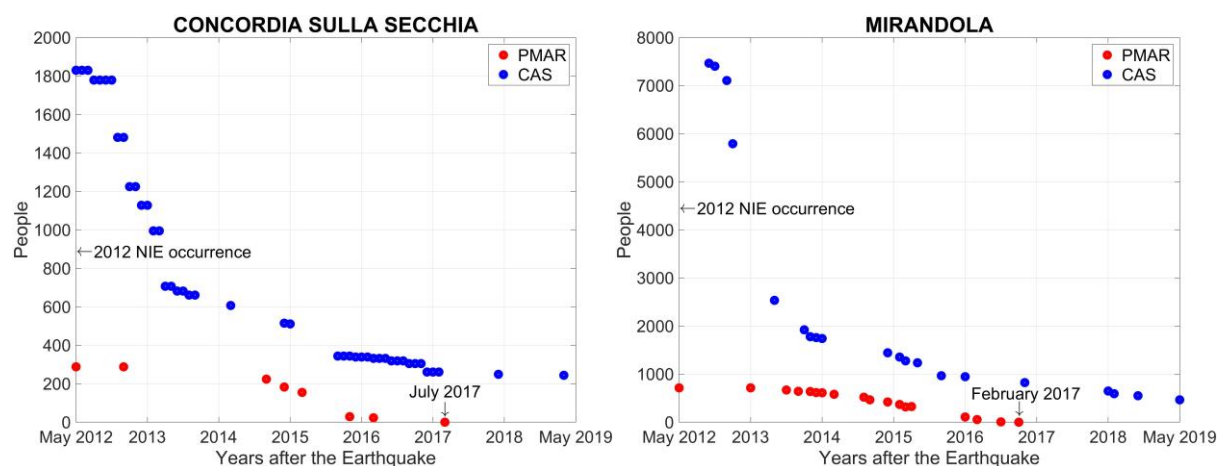 CONCORDIA SULLA SECCHIA
2000
1800
1600
1400
1200
1000
800
600
400
200
0
People
PMAR
CAS
←2012 NIE occurrence
July 2017
↓
May 2012 2013 2014 2015 2016 2017 2018 May 2019
Years after the Earthquake
MIRANDOLA
8000
7000
6000
5000
4000
3000
2000
1000
0
People
PMAR
CAS
←2012 NIE occurrence
February 2017
↓
May 2012 2013 2014 2015 2016 2017 2018 May 2019
Years after the Earthquake